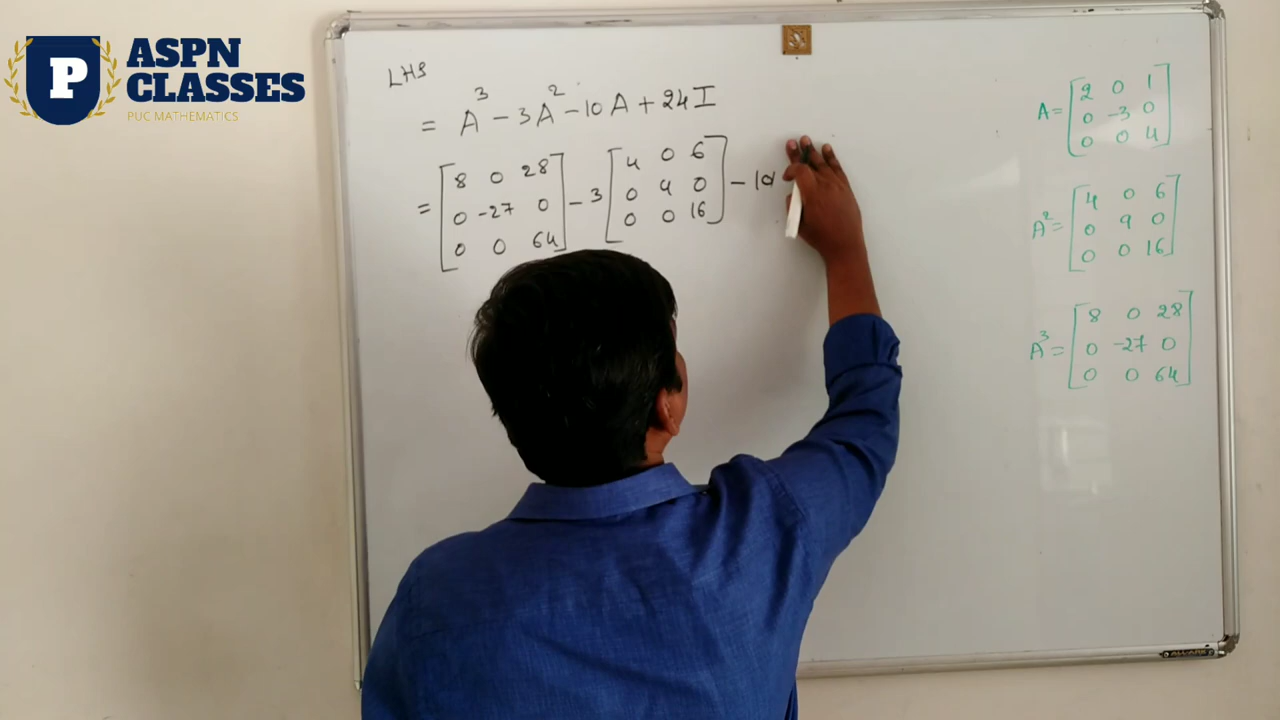 P
ASPN
CLASSES
PUC MATHEMATICS
LHS
= A³ - 3A² - 10A + 24I
= [8 0 28
0 -27 0
0 0 64] - 3 [4 0 6
0 4 0
0 0 16] - 10
A = [2 0 1
0 -3 0
0 0 4]
A² = [4 0 6
0 9 0
0 0 16]
A³ = [8 0 28
0 -27 0
0 0 64]